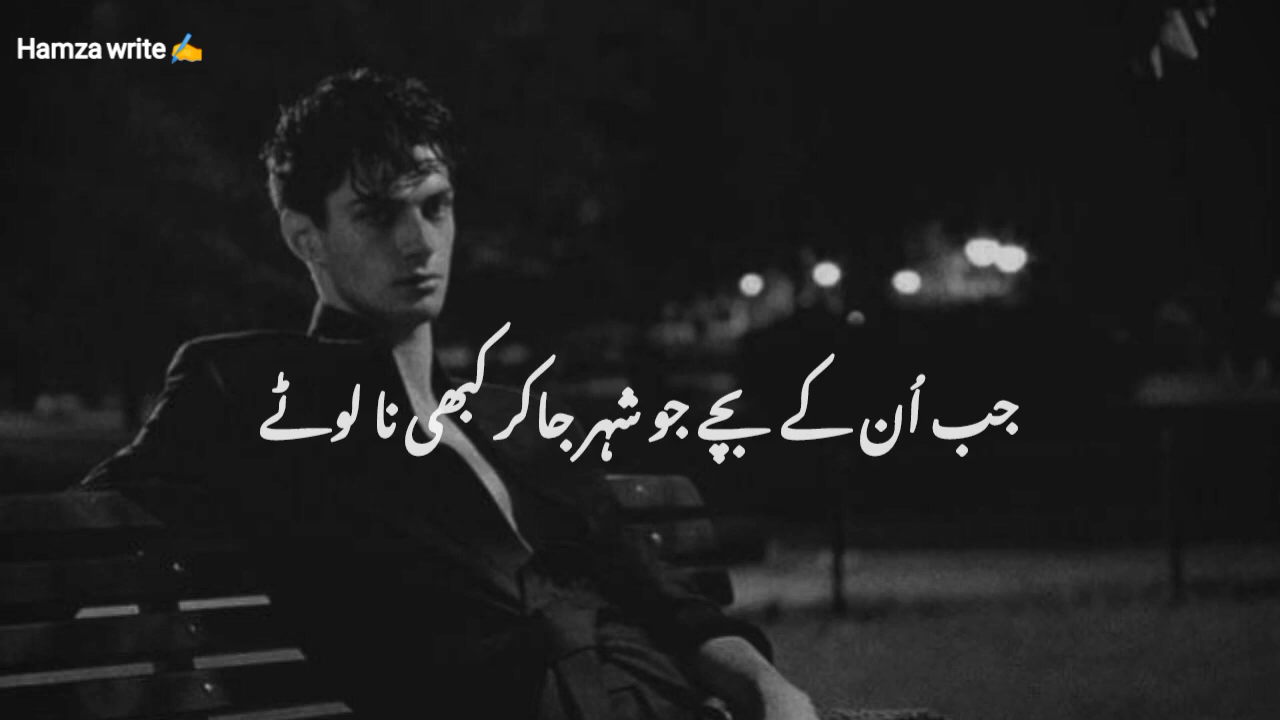 Hamza write ✍️
جب اُن کے بچے جو شہر جا کر کبھی نا لوٹے